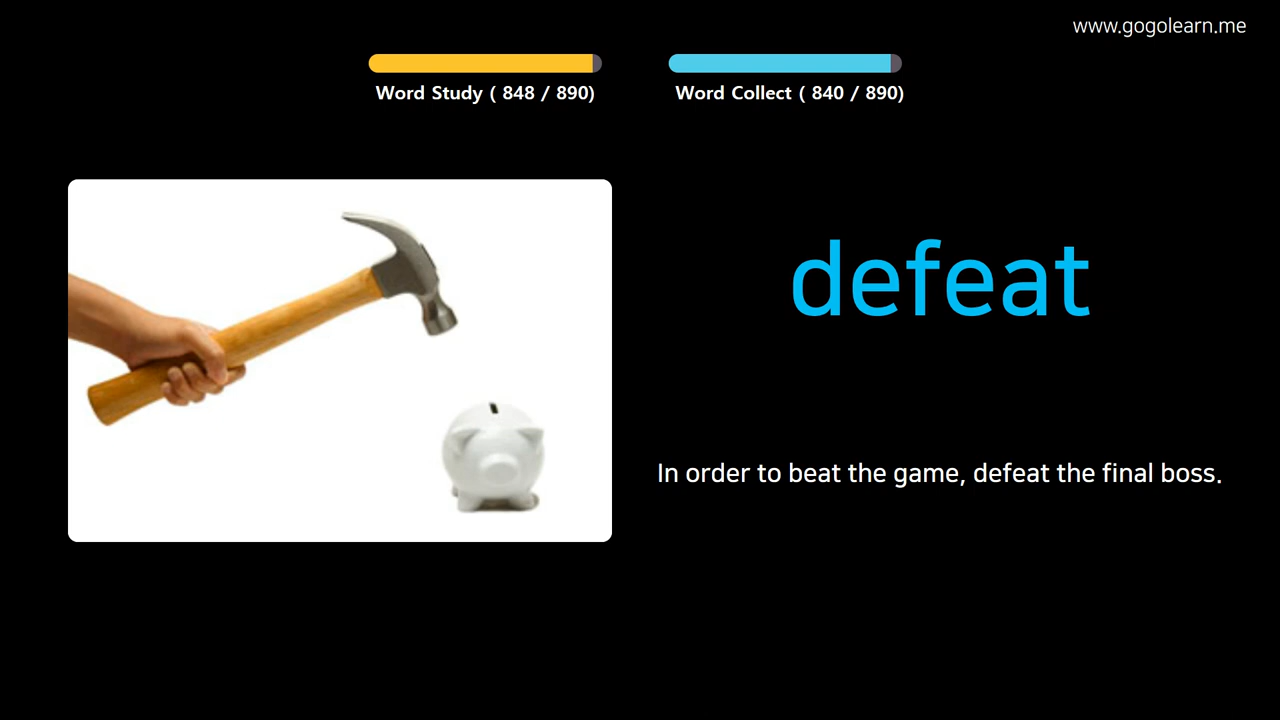 www.gogolearn.me
Word Study ( 848 / 890)
Word Collect ( 840 / 890)
defeat
In order to beat the game, defeat the final boss.